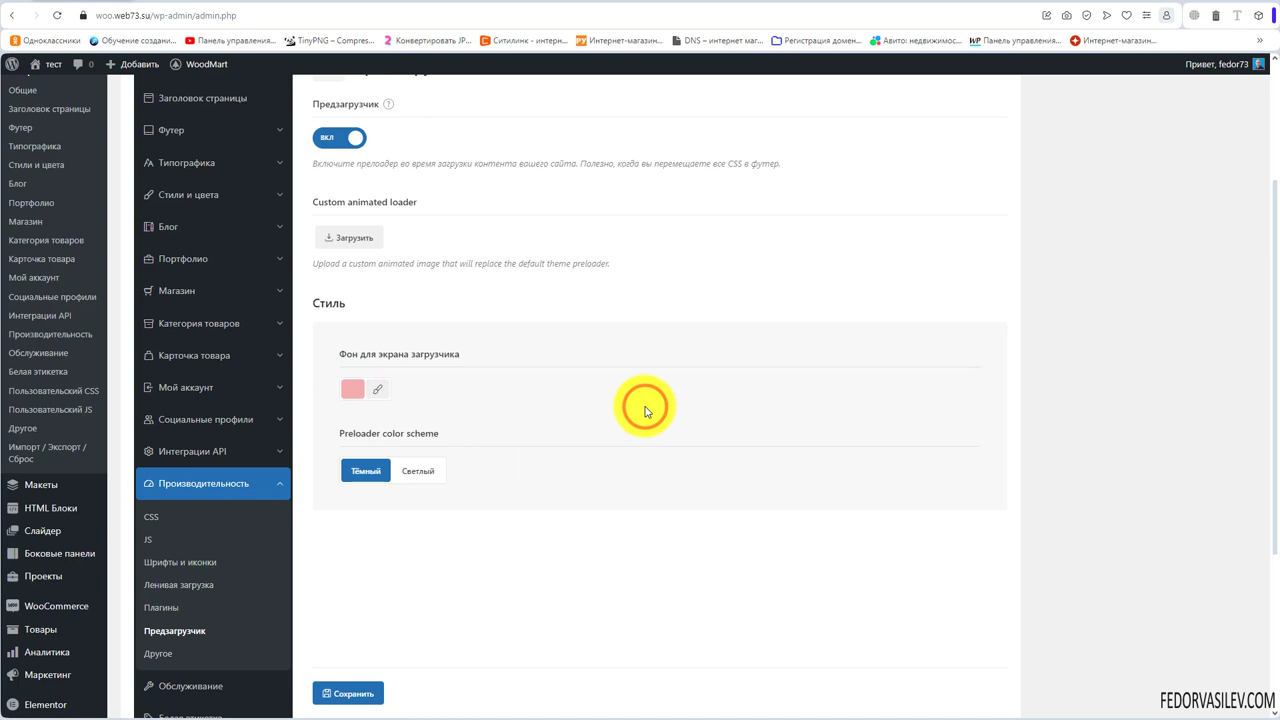 woo.web73.su/wp-admin/admin.php
Одноклассники
Обучение создани...
Панель управления...
TinyPNG – Compres...
Конвертировать JP...
Ситилинк – интерн...
Интернет-магазин...
DNS – интернет маг...
Регистрация домен...
Авито: недвижимос...
Панель управления...
Интернет-магазин...
тест
0
Добавить
WoodMart
Привет, fedor73
Общие
Заголовок страницы
Футер
Типографика
Стили и цвета
Блог
Портфолио
Магазин
Категория товаров
Карточка товара
Мой аккаунт
Социальные профили
Интеграции API
Производительность
Обслуживание
Белая этикетка
Пользовательский CSS
Пользовательский JS
Другое
Импорт / Экспорт /
Сброс
Макеты
HTML Блоки
Слайдер
Боковые панели
Проекты
WooCommerce
Товары
Аналитика
Маркетинг
Elementor
Заголовок страницы
Футер
Типографика
Стили и цвета
Блог
Портфолио
Магазин
Категория товаров
Карточка товара
Мой аккаунт
Социальные профили
Интеграции API
Производительность
CSS
JS
Шрифты и иконки
Ленивая загрузка
Плагины
Предзагрузчик
Другое
Обслуживание
Предзагрузчик
ВКЛ
Включите прелоадер во время загрузки контента вашего сайта. Полезно, когда вы перемещаете все CSS в футер.
Custom animated loader
Загрузить
Upload a custom animated image that will replace the default theme preloader.
Стиль
Фон для экрана загрузчика
Preloader color scheme
Тёмный
Светлый
Сохранить
FEDORVASILEV.COM